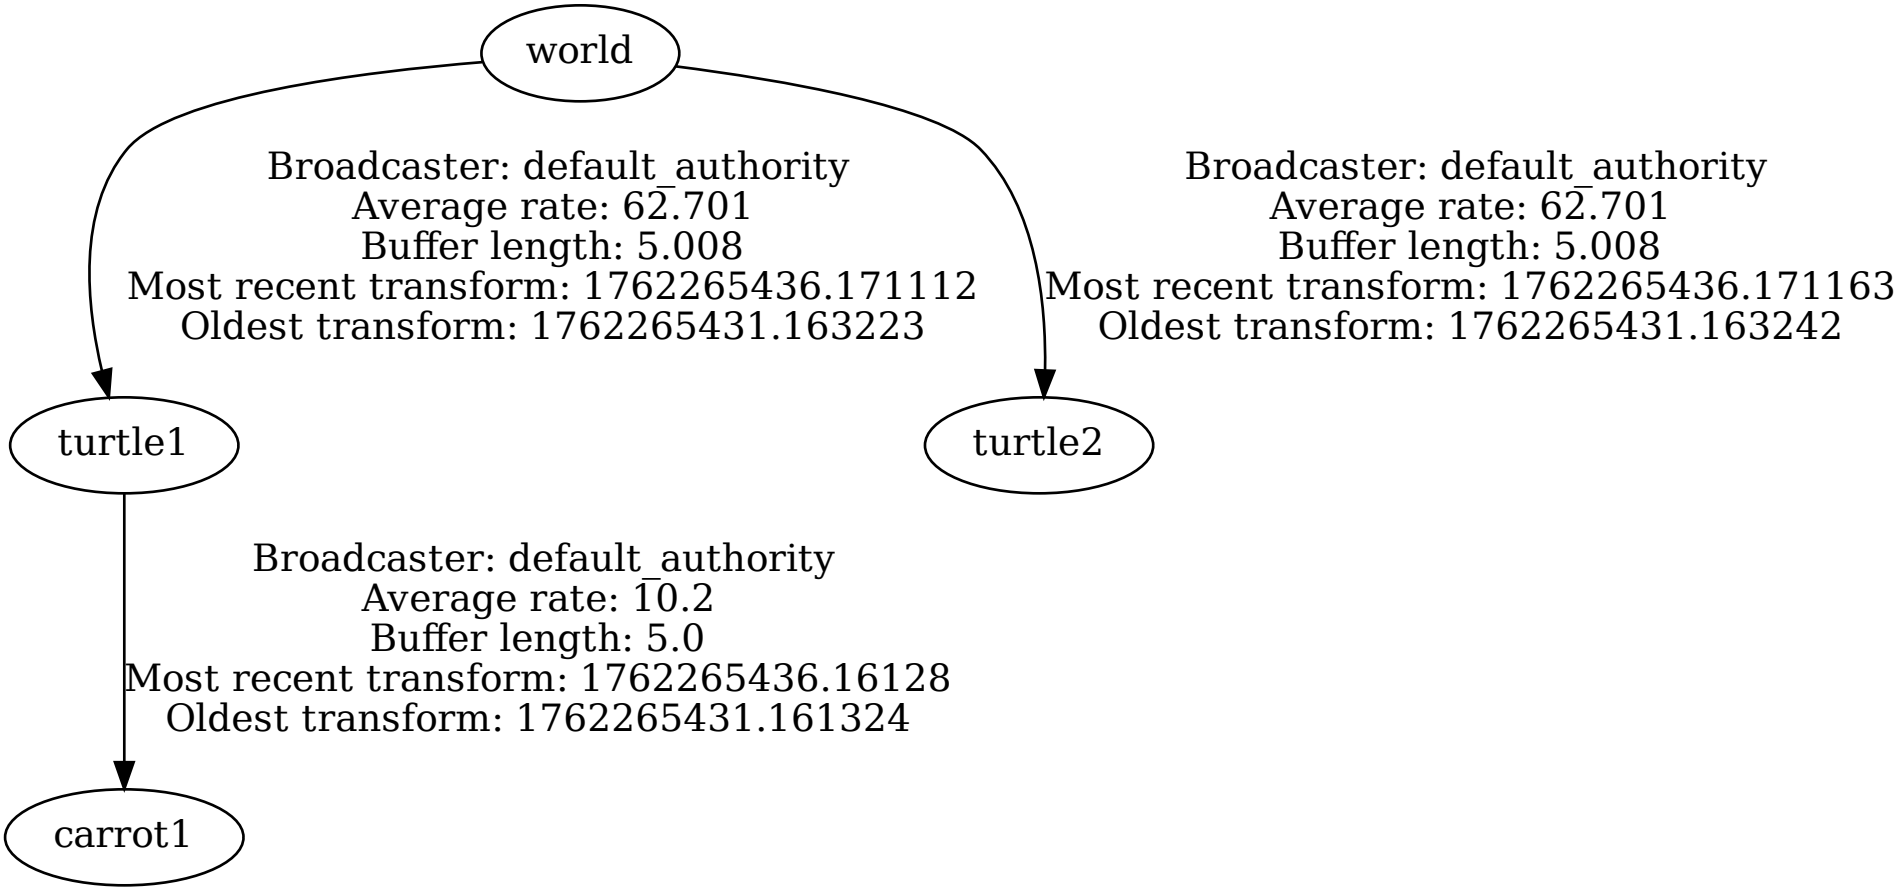 world
Broadcaster: default_authority
Average rate: 62.701
Buffer length: 5.008
Most recent transform: 1762265436.171112
Oldest transform: 1762265431.163223
Broadcaster: default_authority
Average rate: 62.701
Buffer length: 5.008
Most recent transform: 1762265436.171163
Oldest transform: 1762265431.163242
turtle1
turtle2
Broadcaster: default_authority
Average rate: 10.2
Buffer length: 5.0
Most recent transform: 1762265436.16128
Oldest transform: 1762265431.161324
carrot1